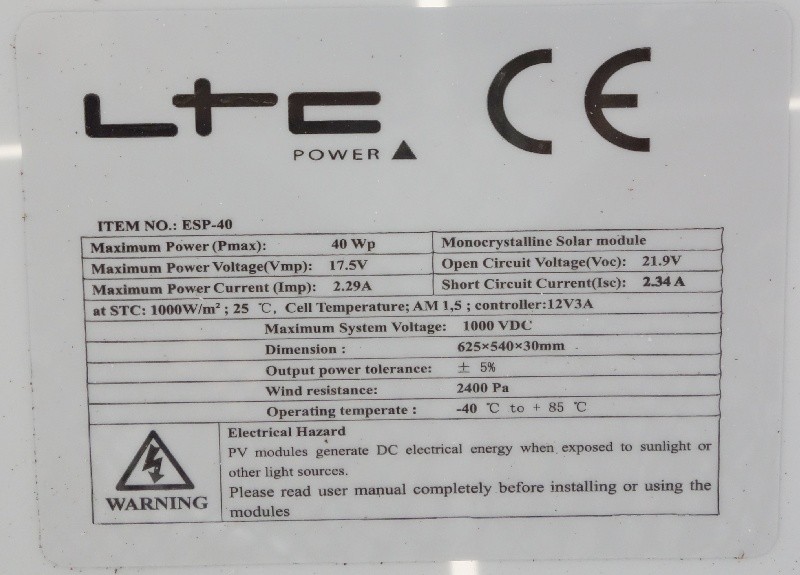 LTC CE
POWER
ITEM NO.: ESP-40
Maximum Power (Pmax): 40 Wp Monocrystalline Solar module
Maximum Power Voltage(Vmp): 17.5V Open Circuit Voltage(Voc): 21.9V
Maximum Power Current (Imp): 2.29A Short Circuit Current(Isc): 2.34 A
at STC: 1000W/m² ; 25 ℃, Cell Temperature; AM 1,5 ; controller:12V3A
Maximum System Voltage: 1000 VDC
Dimension : 625×540×30mm
Output power tolerance: ± 5%
Wind resistance: 2400 Pa
Operating temperate : -40 ℃ to + 85 ℃
Electrical Hazard
PV modules generate DC electrical energy when exposed to sunlight or
other light sources.
Please read user manual completely before installing or using the
modules
WARNING